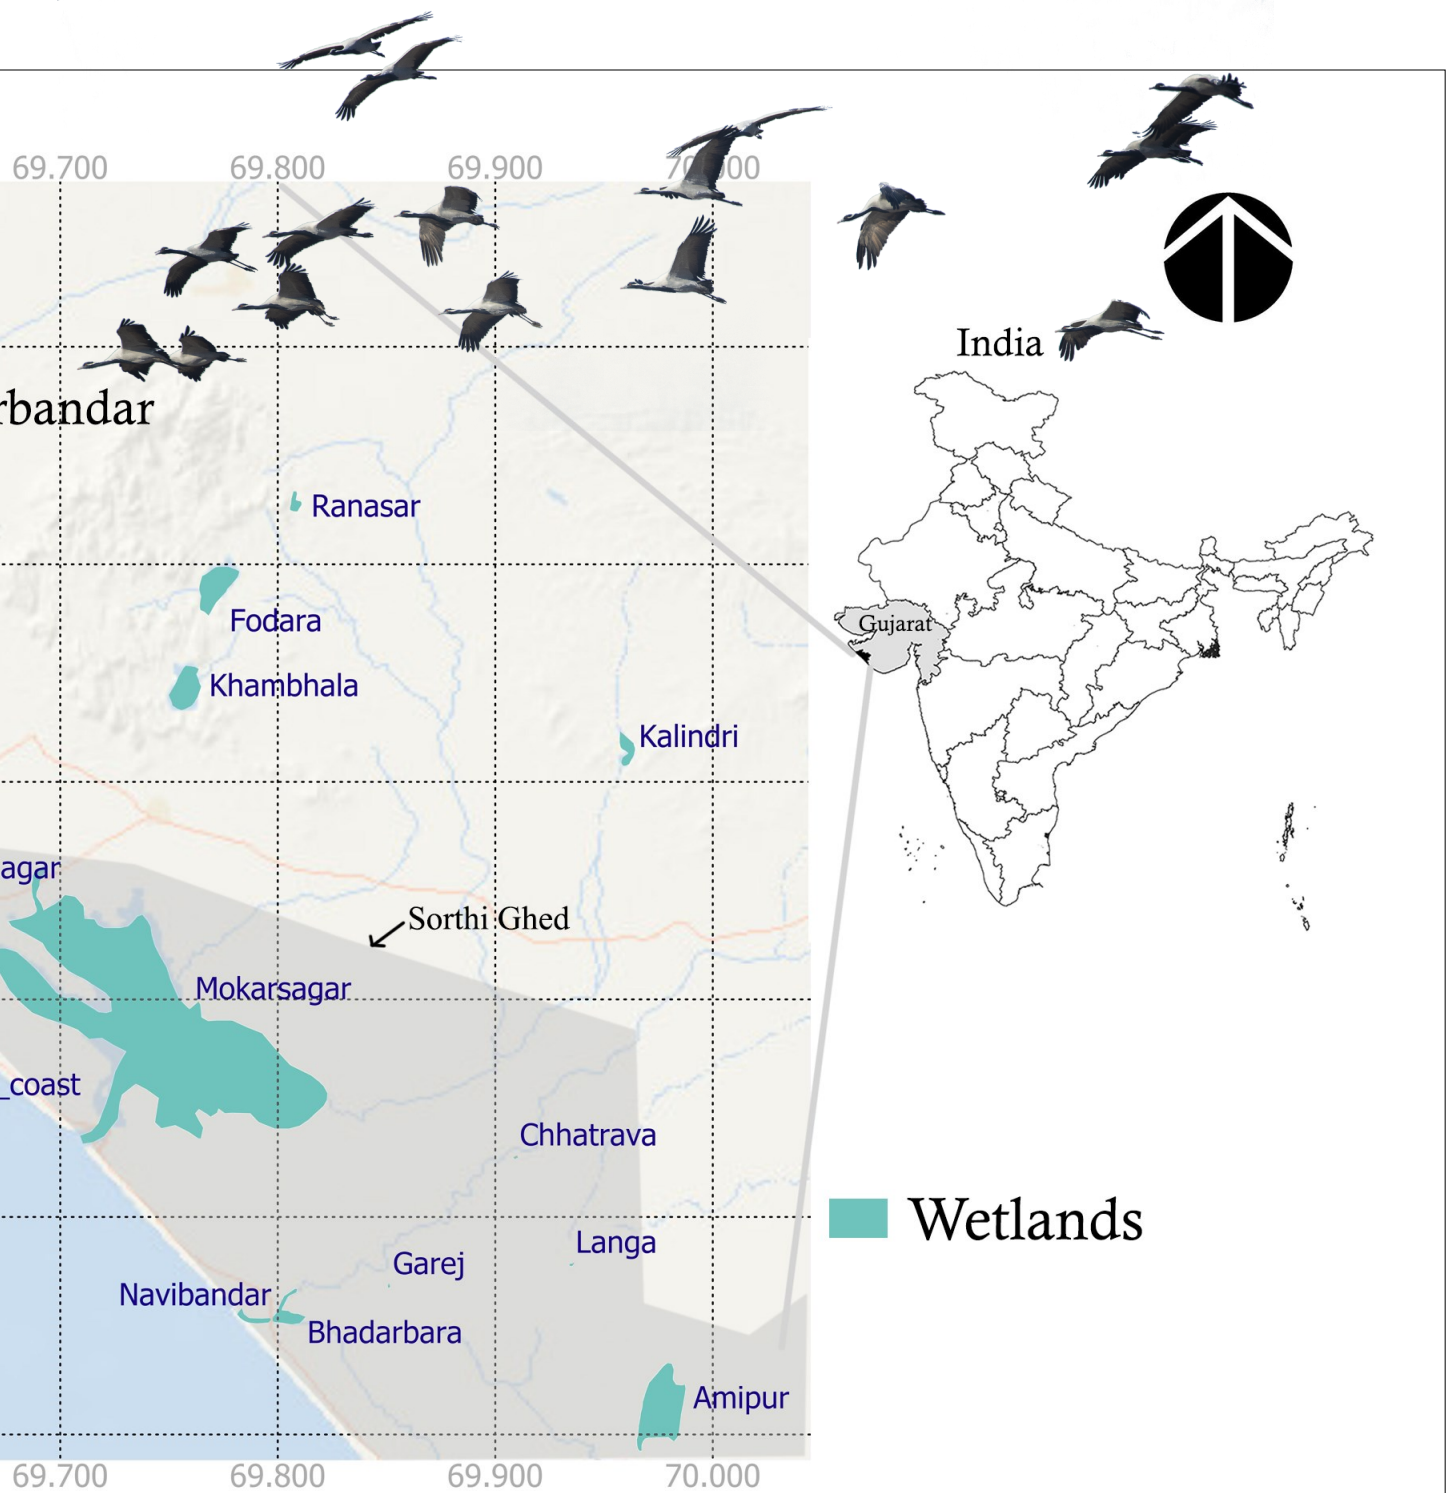 69.700 69.800 69.900 70.000
India
rbandar
Ranasar
Fodara
Gujarat
Khambhala
Kalindri
agar
Sorthi Ghed
Mokarsagar
_coast
Chhatrava
Wetlands
Langa
Garej
Navibandar
Bhadarbara
Amipur
69.700 69.800 69.900 70.000